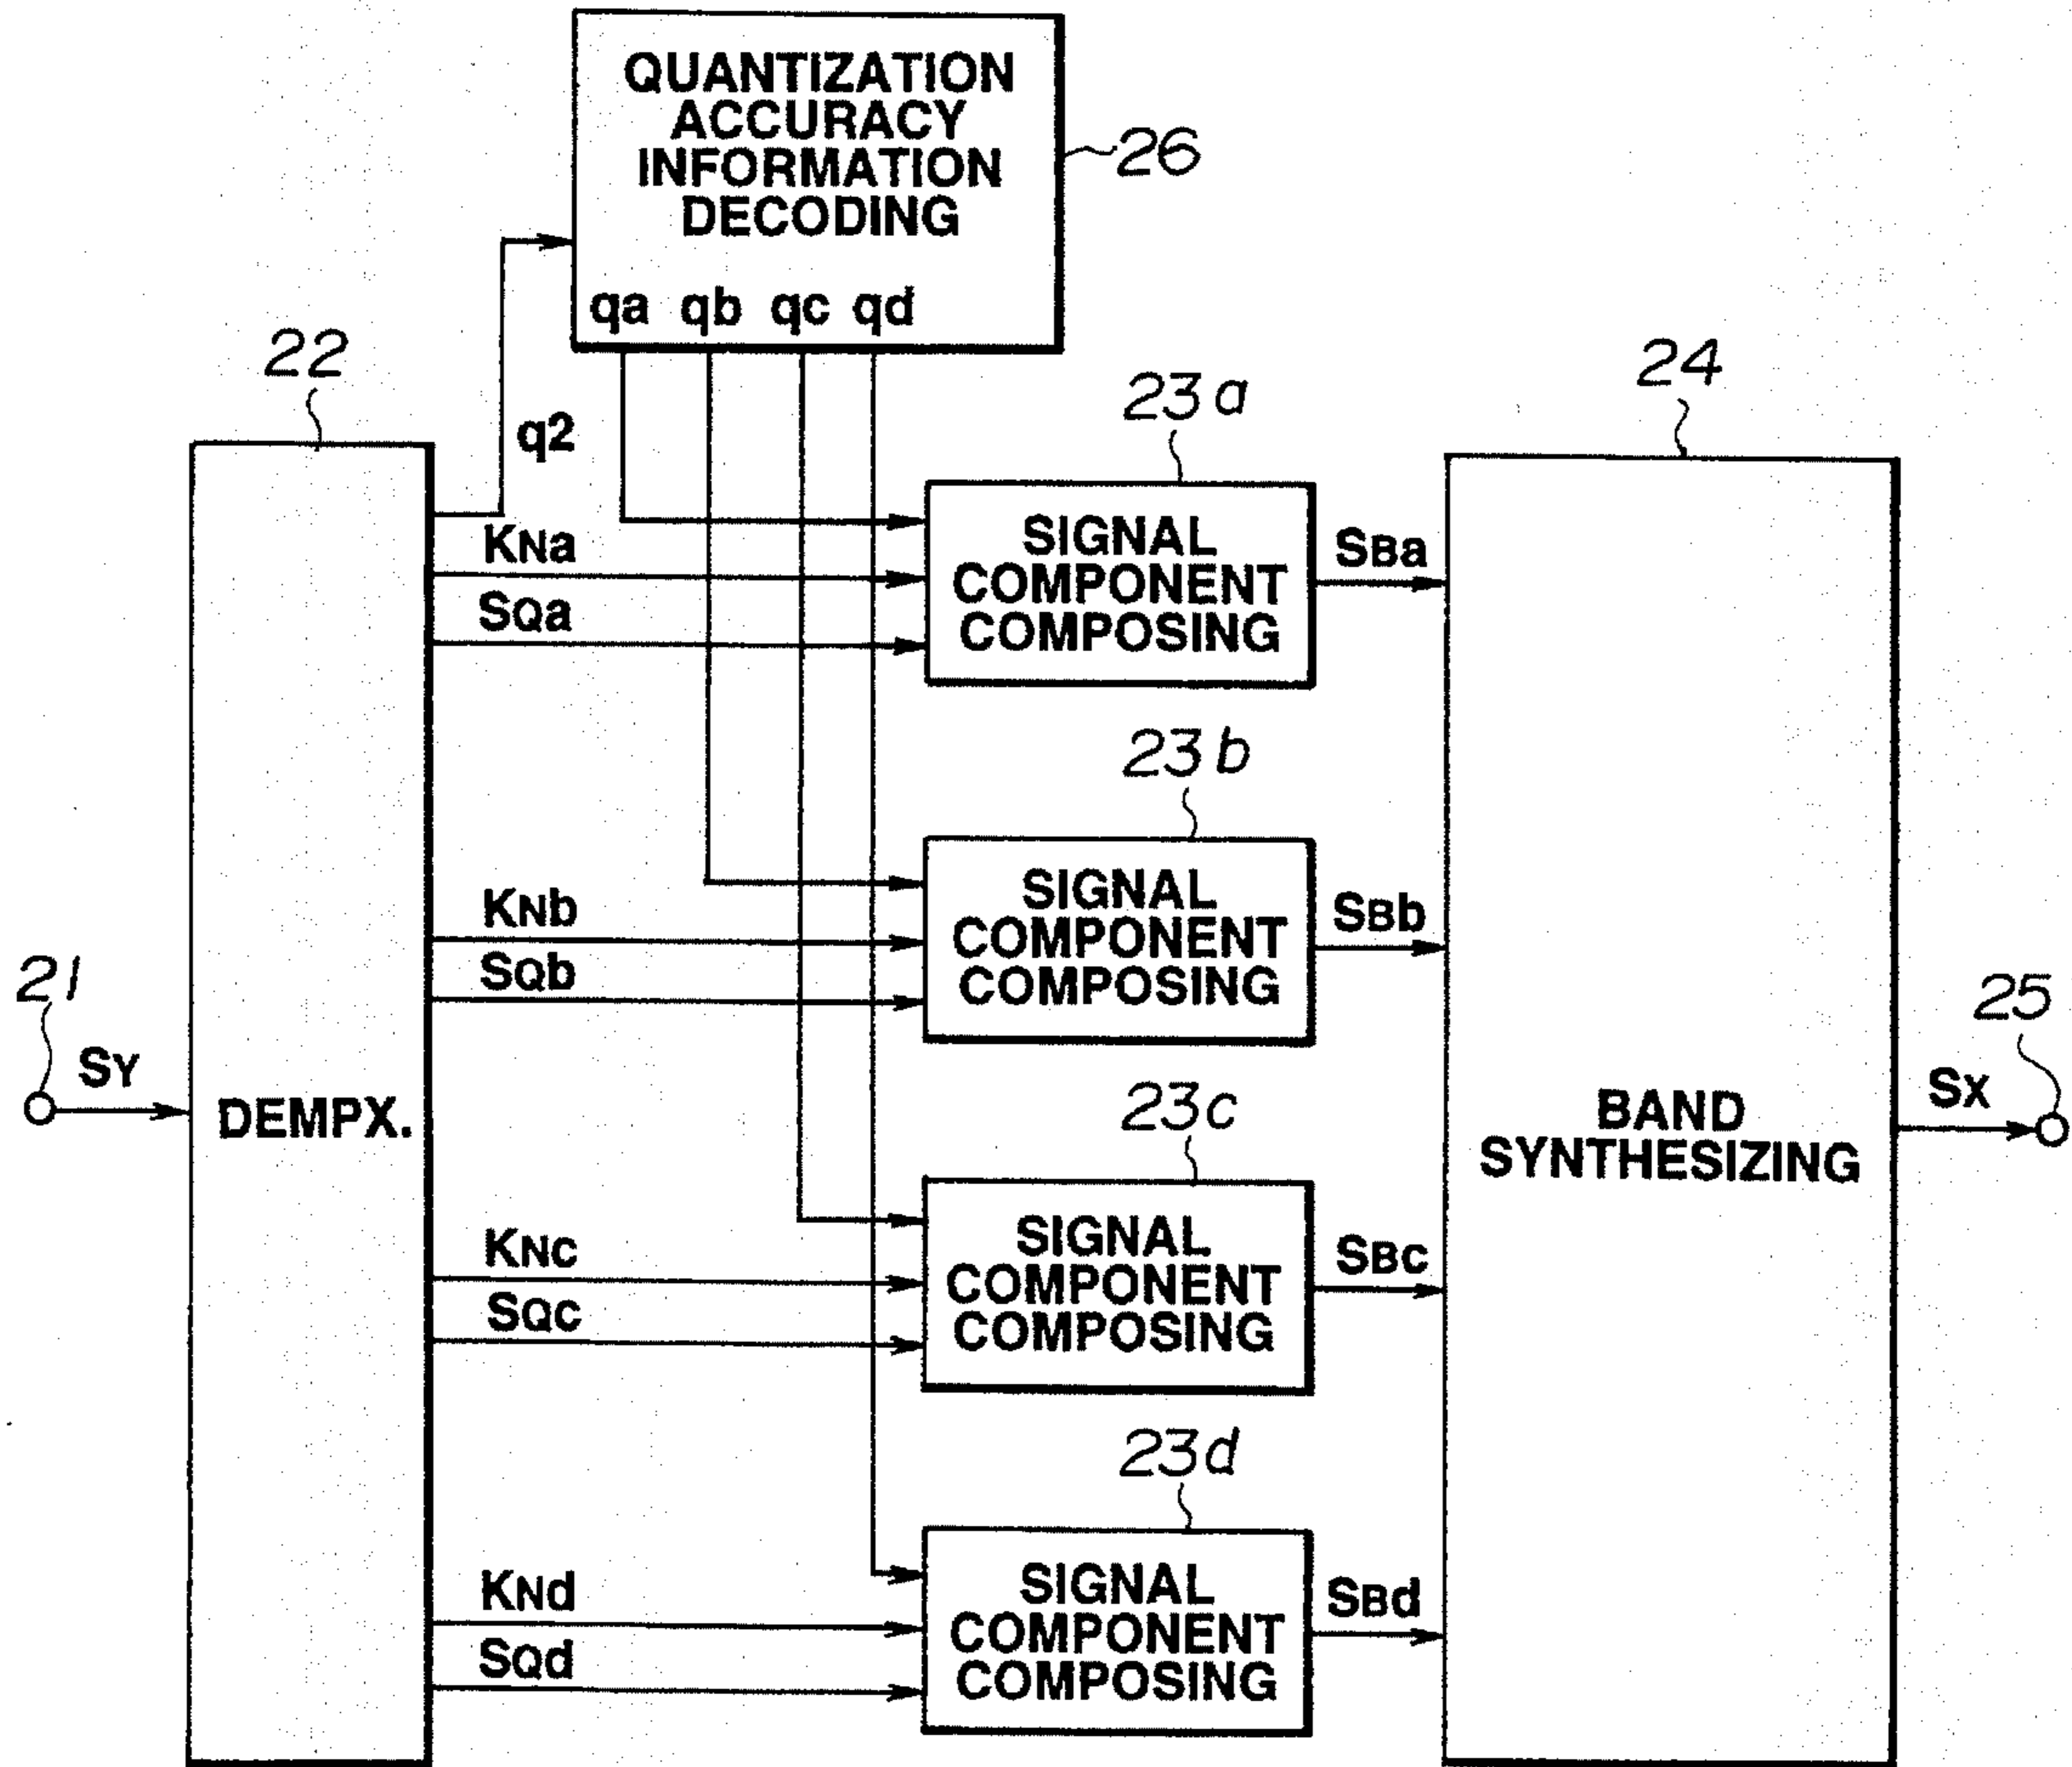 QUANTIZATION
ACCURACY
INFORMATION
DECODING
26
qa qb qc qd
22
q2
23a
24
KNa
SQa
SIGNAL
COMPONENT
COMPOSING
SBa
23b
KNb
SQb
SIGNAL
COMPONENT
COMPOSING
SBb
21
SY
DEMPX.
25
SX
BAND
SYNTHESIZING
23c
KNc
SQc
SIGNAL
COMPONENT
COMPOSING
SBc
23d
KNd
SQd
SIGNAL
COMPONENT
COMPOSING
SBd